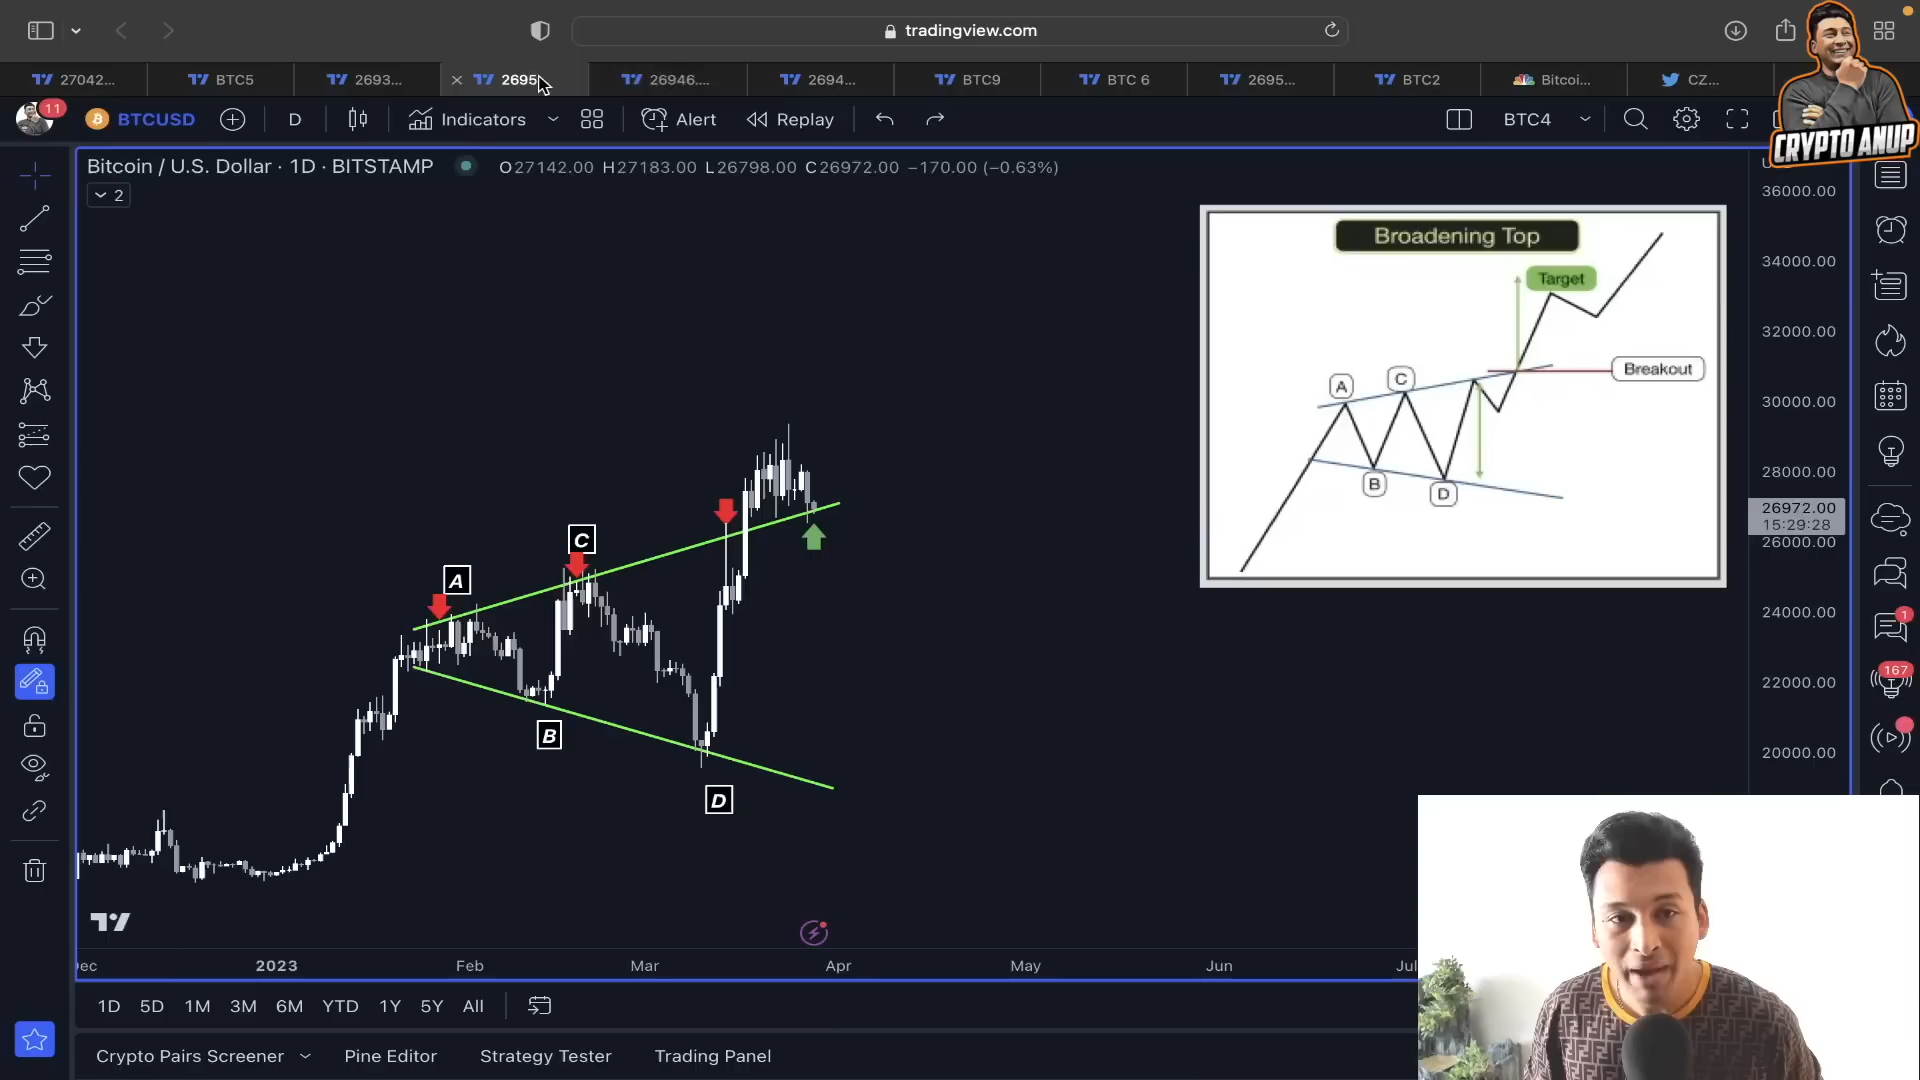 tradingview.com
27042...
BTC5
2693...
2695
26946....
2694...
BTC9
BTC 6
2695...
BTC2
Bitcoi...
CZ...
11
BTCUSD
D
Indicators
Alert
Replay
BTC4
CRYPTO ANUP
Bitcoin / U.S. Dollar · 1D · BITSTAMP
O27142.00 H27183.00 L26798.00 C26972.00 −170.00 (−0.63%)
2
36000.00
34000.00
32000.00
30000.00
28000.00
26972.00
15:29:28
26000.00
24000.00
22000.00
20000.00
Broadening Top
Target
Breakout
A
C
B
D
C
A
B
D
1
167
ec
2023
Feb
Mar
Apr
May
Jun
Jul
1D 5D 1M 3M 6M YTD 1Y 5Y All
Crypto Pairs Screener
Pine Editor
Strategy Tester
Trading Panel